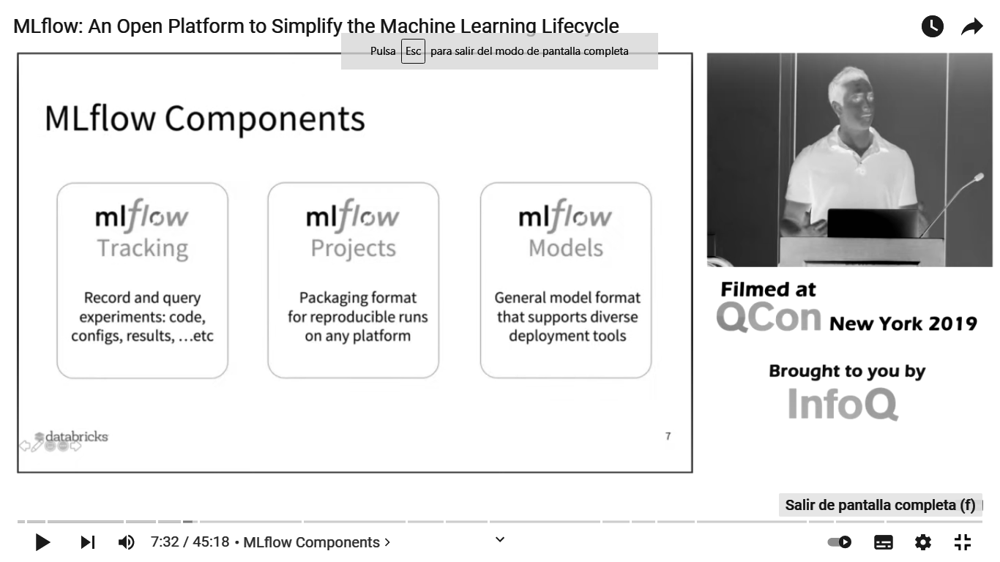 MLflow: An Open Platform to Simplify the Machine Learning Lifecycle
Pulsa Esc para salir del modo de pantalla completa
MLflow Components
mlflow
Tracking
Record and query
experiments: code,
configs, results, ...etc
mlflow
Projects
Packaging format
for reproducible runs
on any platform
mlflow
Models
General model format
that supports diverse
deployment tools
databricks
7
Filmed at
QCon New York 2019
Brought to you by
InfoQ
Salir de pantalla completa (f)
7:32 / 45:18 • MLflow Components >